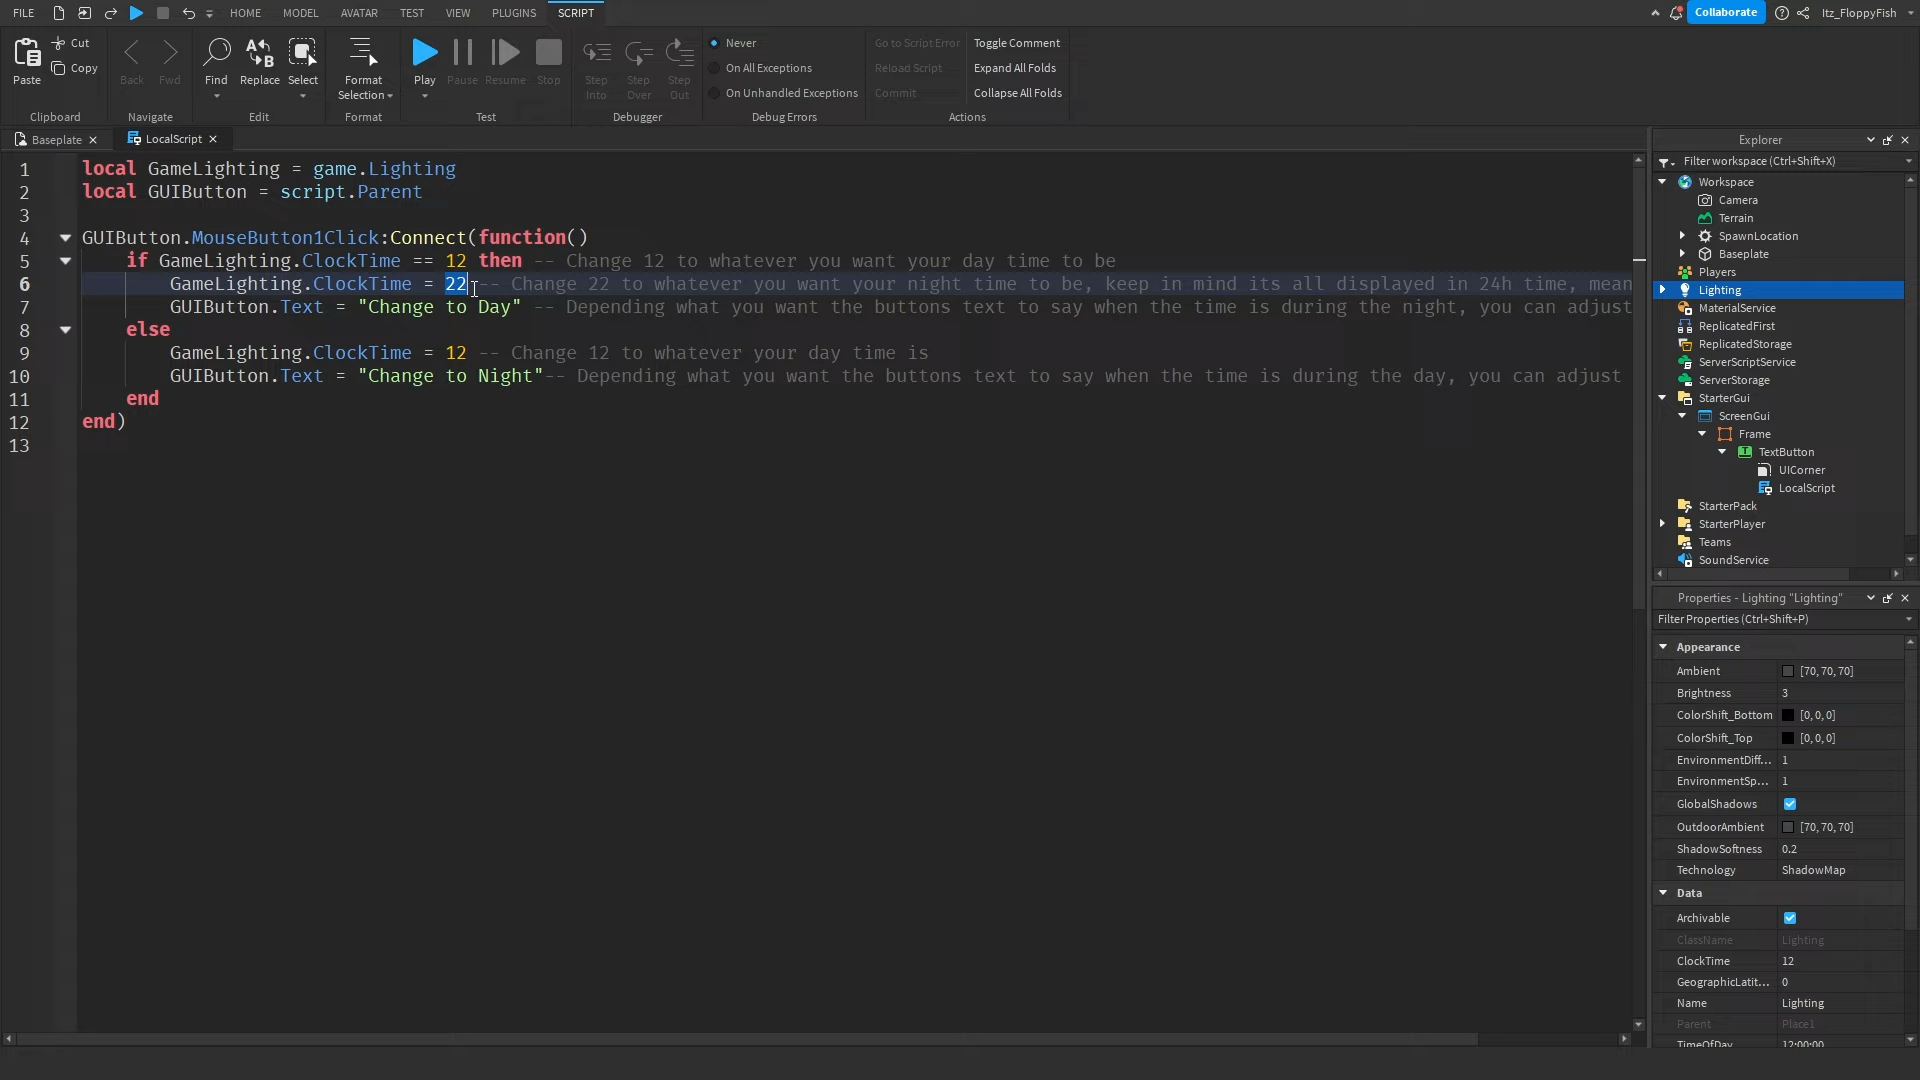 FILE HOME MODEL AVATAR TEST VIEW PLUGINS SCRIPT Collaborate Itz_FloppyFish
Paste Cut Copy Back Fwd Find Replace Select Format Selection Play Pause Resume Stop Step Into Step Over Step Out
Never
On All Exceptions
On Unhandled Exceptions
Go to Script Error
Reload Script
Commit
Toggle Comment
Expand All Folds
Collapse All Folds
Clipboard Navigate Edit Format Test Debugger Debug Errors Actions
Baseplate LocalScript
1 local GameLighting = game.Lighting
2 local GUIButton = script.Parent
3
4 GUIButton.MouseButton1Click:Connect(function()
5 if GameLighting.ClockTime == 12 then -- Change 12 to whatever you want your day time to be
6 GameLighting.ClockTime = 22 -- Change 22 to whatever you want your night time to be, keep in mind its all displayed in 24h time, mean
7 GUIButton.Text = "Change to Day" -- Depending what you want the buttons text to say when the time is during the night, you can adjust
8 else
9 GameLighting.ClockTime = 12 -- Change 12 to whatever your day time is
10 GUIButton.Text = "Change to Night"-- Depending what you want the buttons text to say when the time is during the day, you can adjust
11 end
12 end)
13
Explorer
Filter workspace (Ctrl+Shift+X)
Workspace
Camera
Terrain
SpawnLocation
Baseplate
Players
Lighting
MaterialService
ReplicatedFirst
ReplicatedStorage
ServerScriptService
ServerStorage
StarterGui
ScreenGui
Frame
TextButton
UICorner
LocalScript
StarterPack
StarterPlayer
Teams
SoundService
Properties - Lighting "Lighting"
Filter Properties (Ctrl+Shift+P)
Appearance
Ambient [70, 70, 70]
Brightness 3
ColorShift_Bottom [0, 0, 0]
ColorShift_Top [0, 0, 0]
EnvironmentDiff... 1
EnvironmentSp... 1
GlobalShadows
OutdoorAmbient [70, 70, 70]
ShadowSoftness 0.2
Technology ShadowMap
Data
Archivable
ClassName Lighting
ClockTime 12
GeographicLatit... 0
Name Lighting
Parent Place1
TimeOfDay 12:00:00